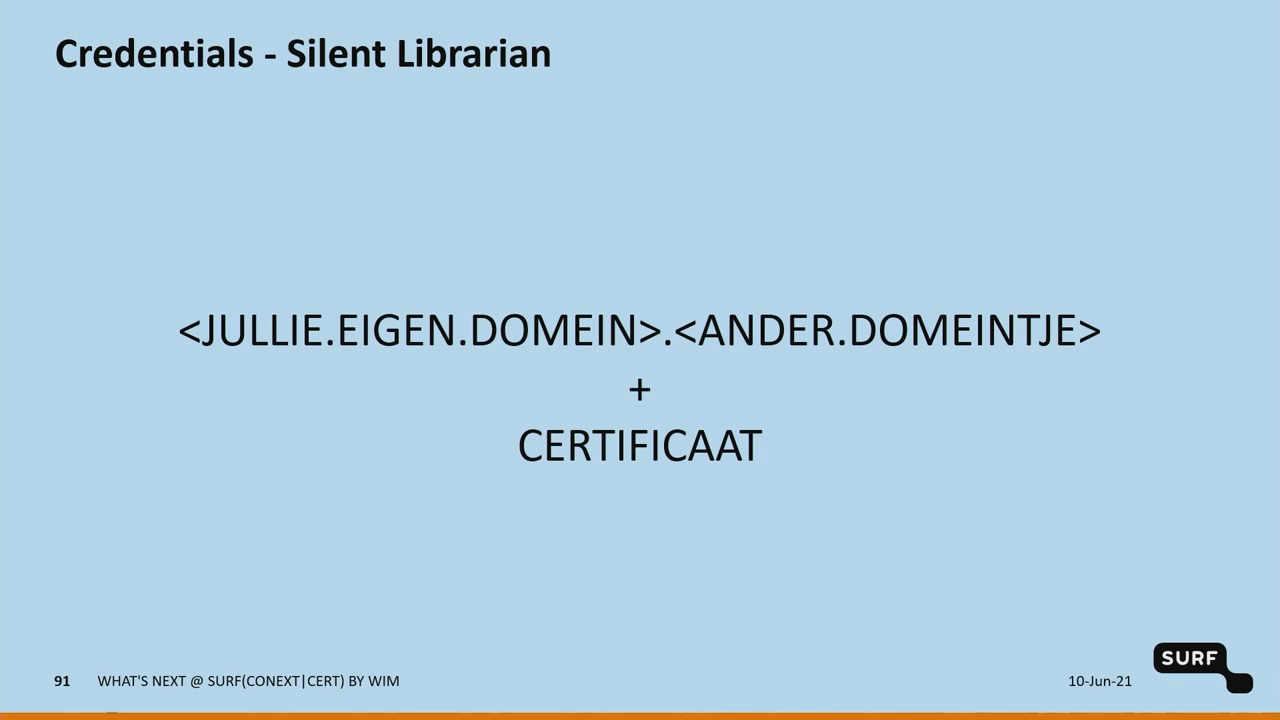 Credentials - Silent Librarian
<JULLIE.EIGEN.DOMEIN>.<ANDER.DOMEINTJE>
+
CERTIFICAAT
91 WHAT'S NEXT @ SURF(CONEXT|CERT) BY WIM 10-Jun-21
SURF